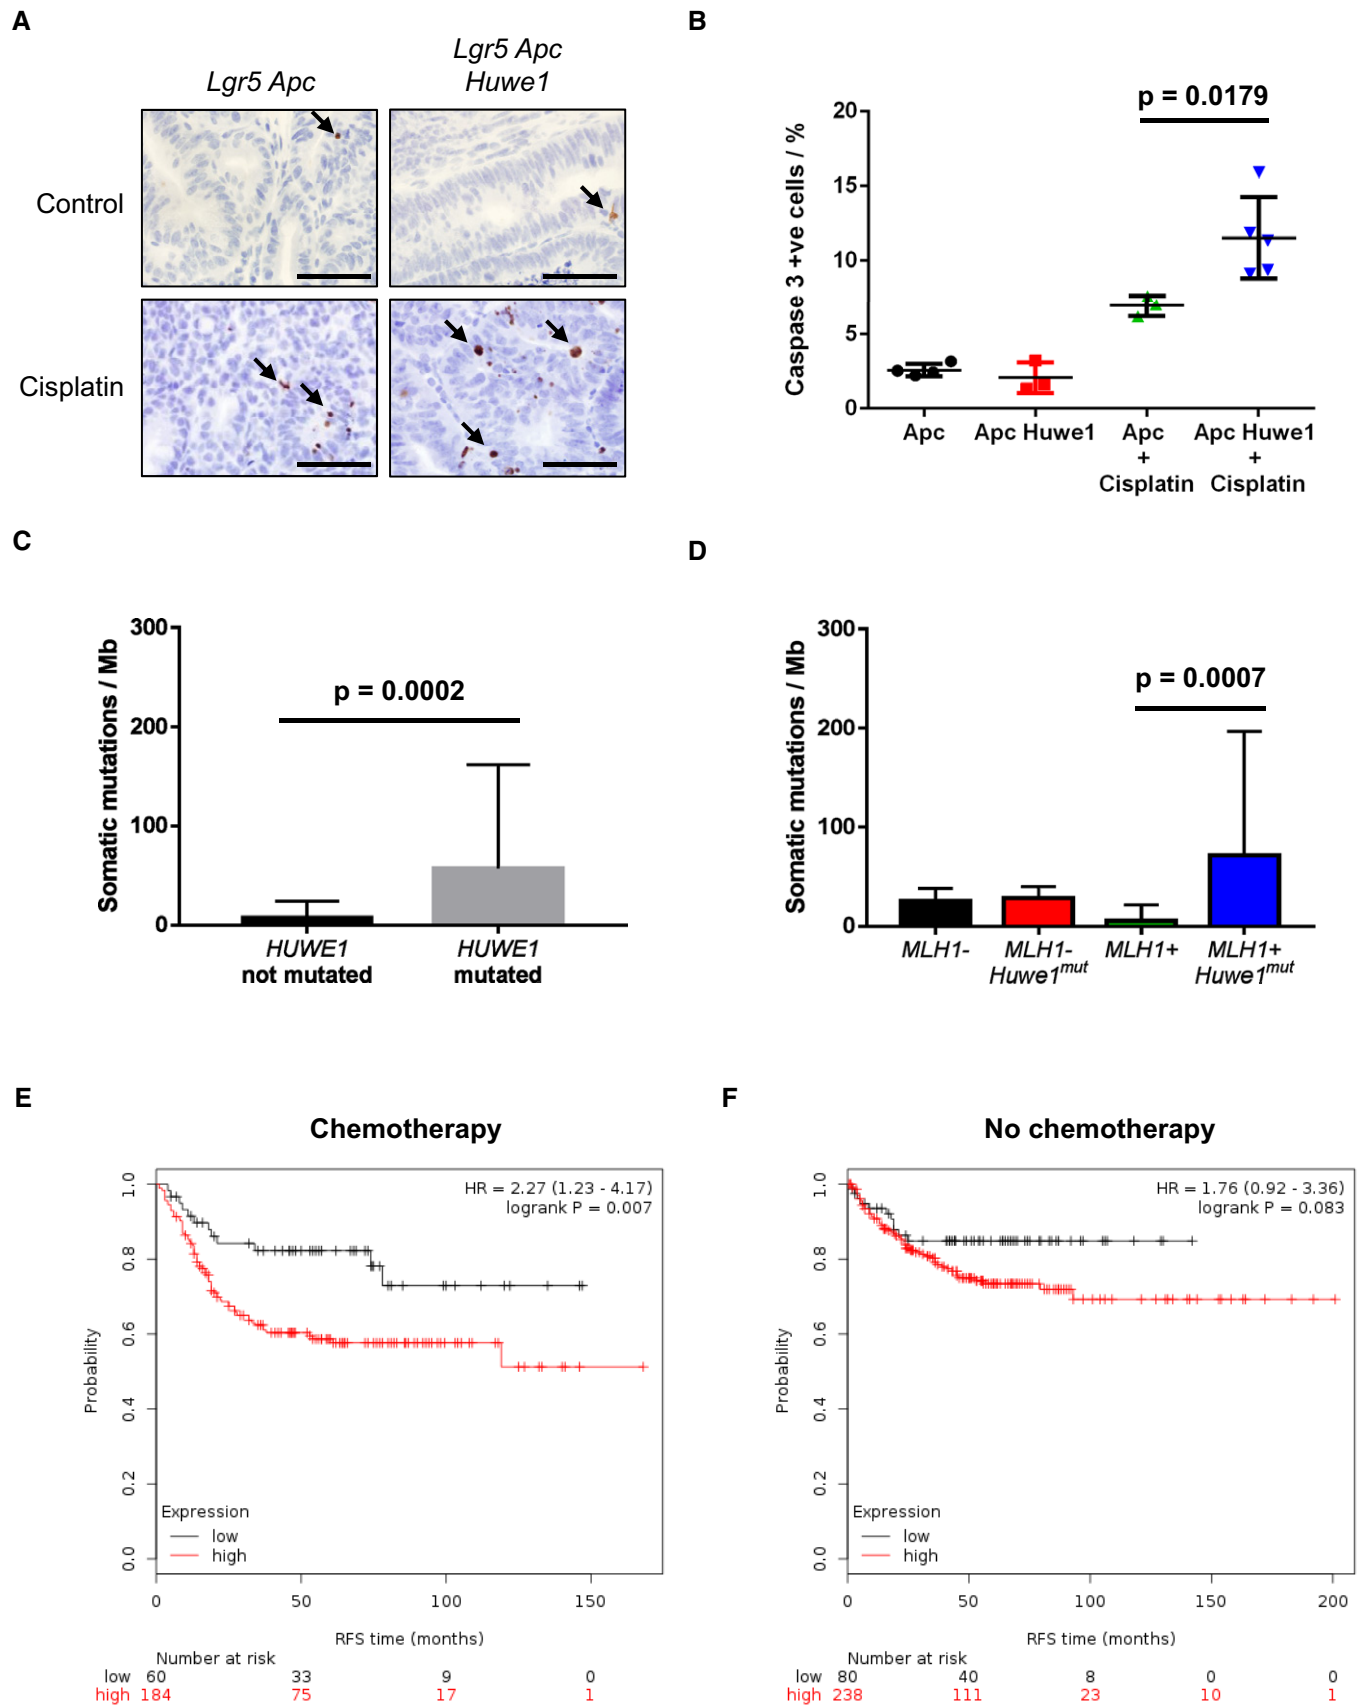 A
Lgr5 Apc
Lgr5 Apc
Huwe1
Control
Cisplatin
B
p = 0.0179
Caspase 3 +ve cells / %
20
15
10
5
0
Apc
Apc Huwe1
Apc
+
Cisplatin
Apc Huwe1
+
Cisplatin
C
p = 0.0002
Somatic mutations / Mb
300
200
100
0
HUWE1
not mutated
HUWE1
mutated
D
p = 0.0007
Somatic mutations / Mb
300
200
100
0
MLH1-
MLH1-
Huwe1mut
MLH1+
MLH1+
Huwe1mut
E
Chemotherapy
HR = 2.27 (1.23 - 4.17)
logrank P = 0.007
Probability
1.0
0.8
0.6
0.4
0.2
0.0
Expression
low
high
0 50 100 150
RFS time (months)
Number at risk
low 60 33 9 0
high 184 75 17 1
F
No chemotherapy
HR = 1.76 (0.92 - 3.36)
logrank P = 0.083
Probability
1.0
0.8
0.6
0.4
0.2
0.0
Expression
low
high
0 50 100 150 200
RFS time (months)
Number at risk
low 80 40 8 0 0
high 238 111 23 10 1